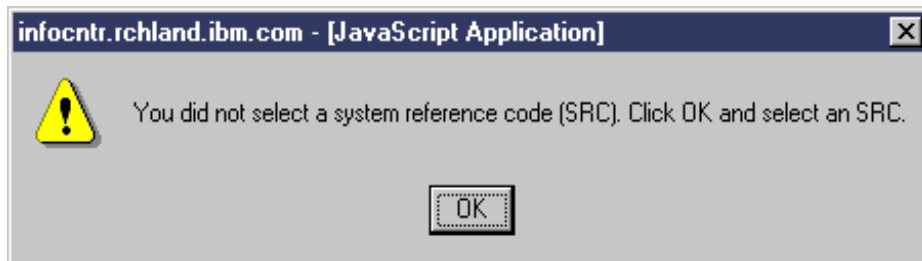 infocntr.rchland.ibm.com - [JavaScript Application]
You did not select a system reference code (SRC). Click OK and select an SRC.
OK